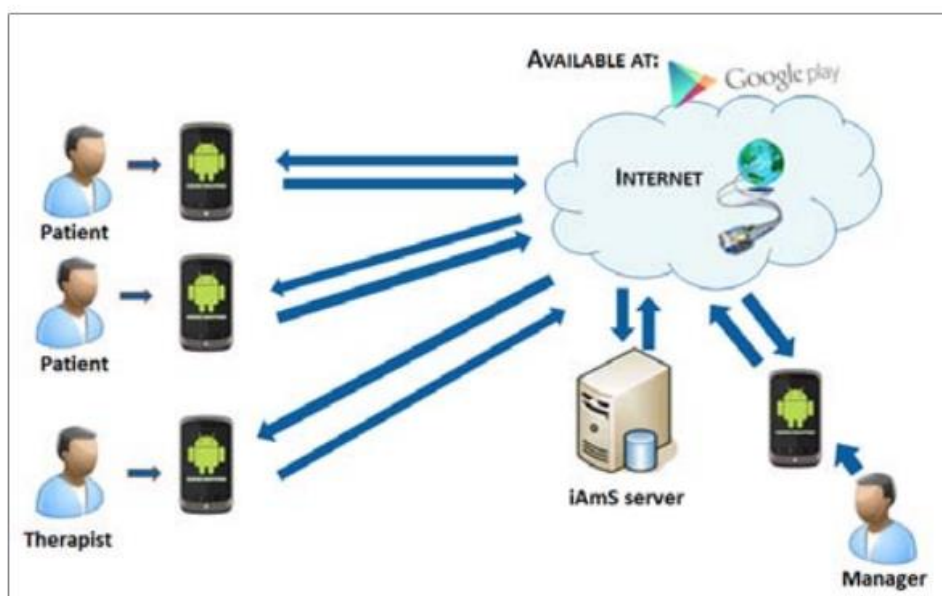 AVAILABLE AT:
Google play
INTERNET
Patient
Patient
iAmS server
Therapist
Manager